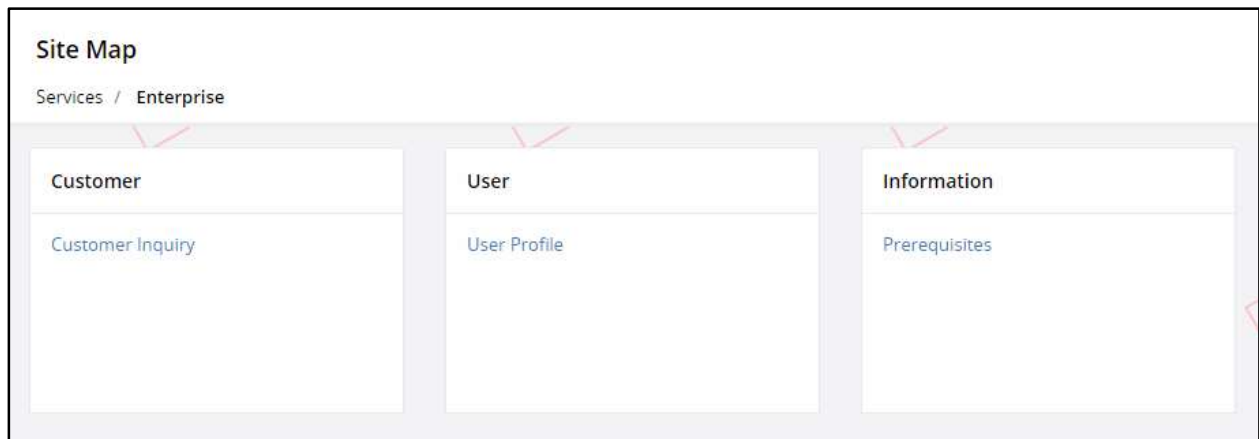 Site Map
Services / Enterprise
Customer
Customer Inquiry
User
User Profile
Information
Prerequisites